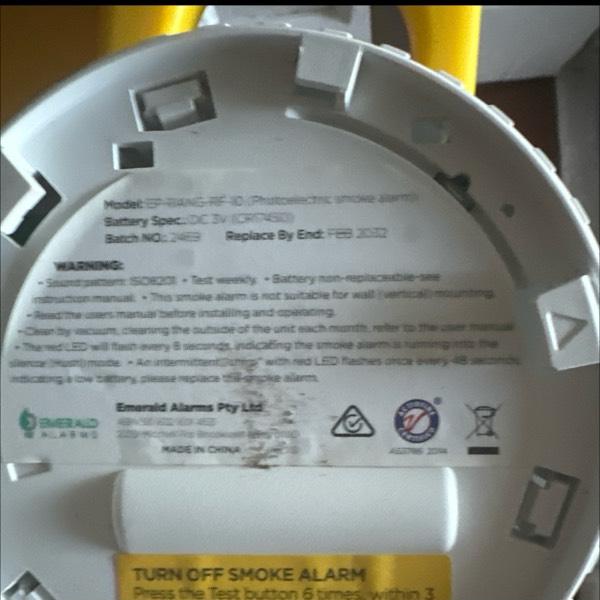 Model: EP-RIANG-RF-10 (Photoelectric smoke alarm)
Battery Spec.: DC 3V (CR17450)
Batch NO.: Replace By End: FEB 2032
WARNING:
• Sound pattern: ISO8201 • Test weekly. • Battery non-replaceable-see
instruction manual. • This smoke alarm is not suitable for wall (vertical) mounting.
• Read the users manual before installing and operating.
•Clean by vacuum, cleaning the outside of the unit each month, refer to the user manual
• The red LED will flash every 8 seconds, indicating the smoke alarm is running into the
silence (Hush) mode. • An intermittent "chirp" with red LED flashes once every 48 seconds,
indicating a low battery, please replace the smoke alarm.
EMERALD
ALARMS
Emerald Alarms Pty Ltd
MADE IN CHINA
AS3786 2014
TURN OFF SMOKE ALARM
Press the Test button 6 times, within 3